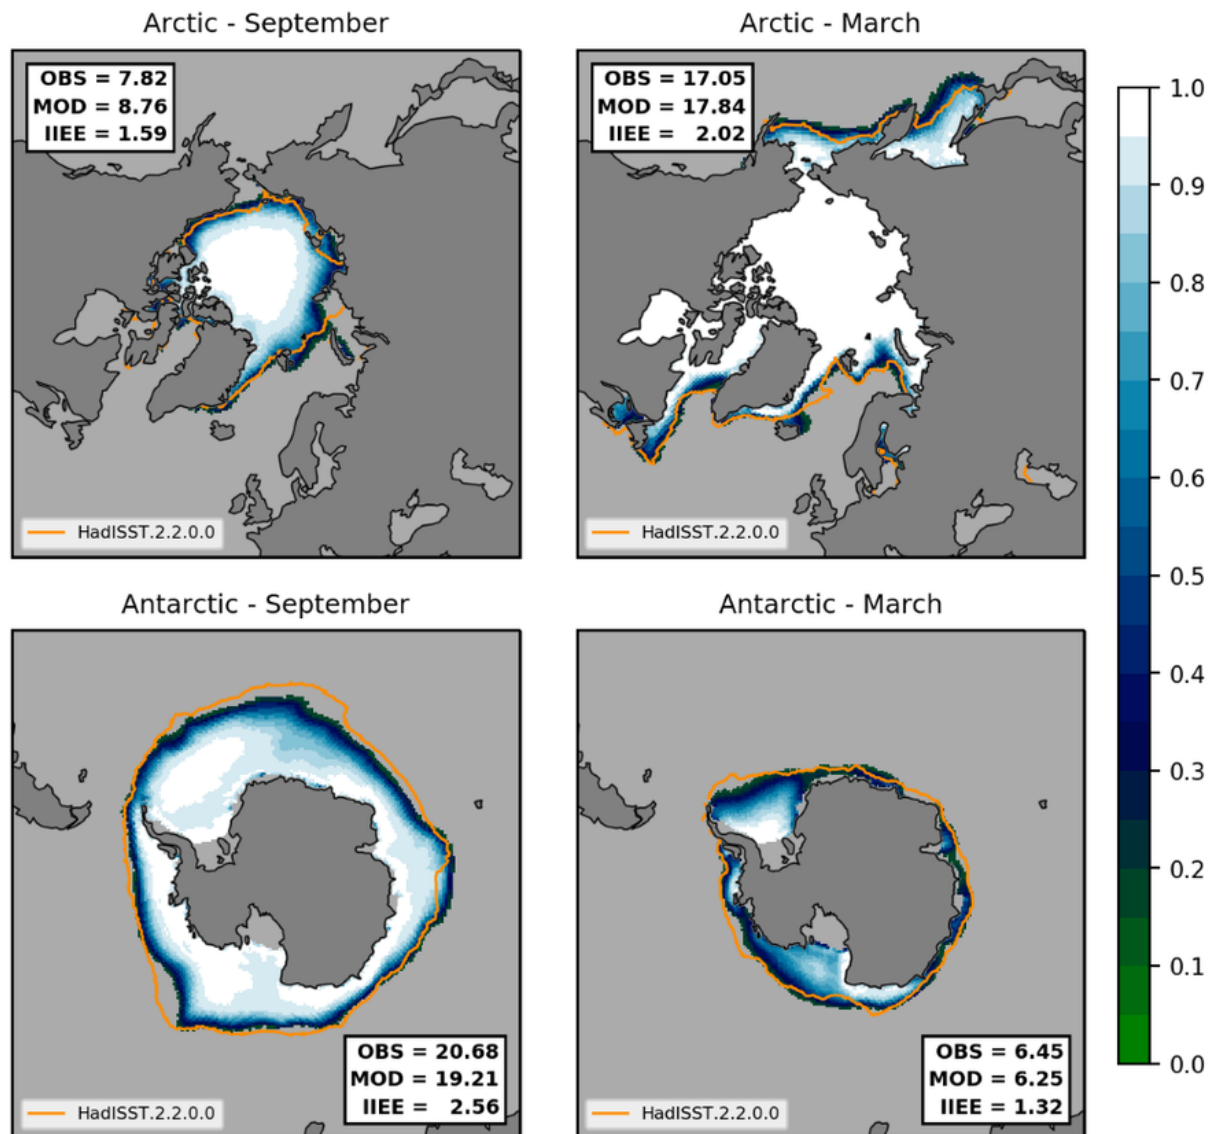 Arctic - September
OBS = 7.82
MOD = 8.76
IIEE = 1.59
HadISST.2.2.0.0
Arctic - March
OBS = 17.05
MOD = 17.84
IIEE = 2.02
HadISST.2.2.0.0
1.0
0.9
0.8
0.7
0.6
0.5
0.4
0.3
0.2
0.1
0.0
Antarctic - September
OBS = 20.68
MOD = 19.21
IIEE = 2.56
HadISST.2.2.0.0
Antarctic - March
OBS = 6.45
MOD = 6.25
IIEE = 1.32
HadISST.2.2.0.0